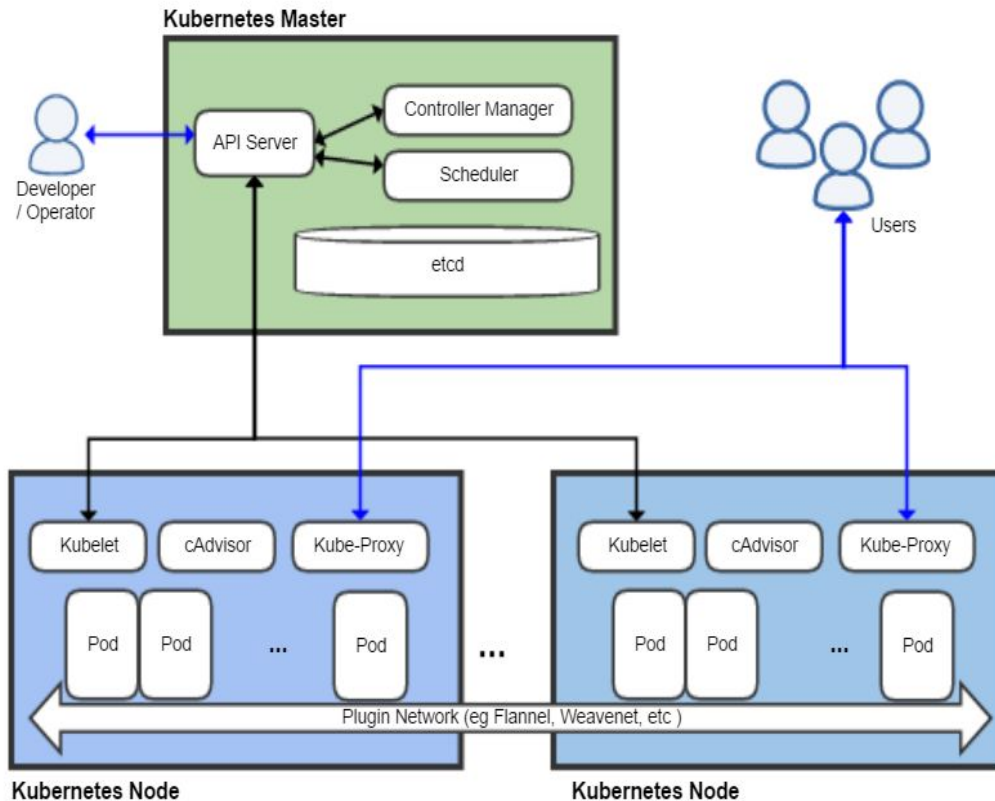 Kubernetes Master
Controller Manager
API Server
Scheduler
Developer
/ Operator
Users
etcd
Kubelet
cAdvisor
Kube-Proxy
Kubelet
cAdvisor
Kube-Proxy
Pod
Pod
...
Pod
...
Pod
Pod
...
Pod
Plugin Network (eg Flannel, Weavenet, etc )
Kubernetes Node
Kubernetes Node